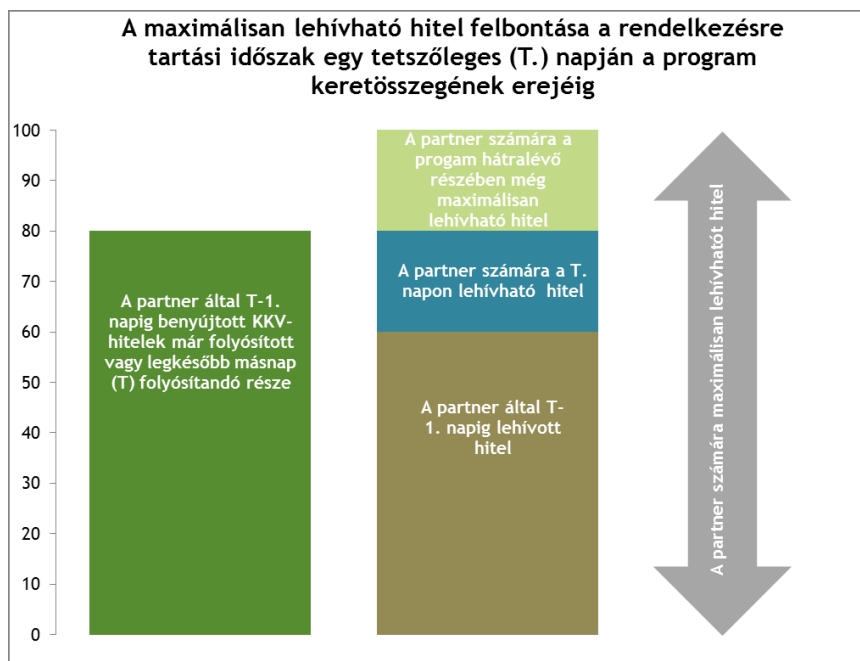 A maximálisan lehívható hitel felbontása a rendelkezésre
tartási időszak egy tetszőleges (T.) napján a program
keretösszegének erejéig
100
90
80
70
60
50
40
30
20
10
0
A partner által T-1.
napig benyújtott KKV-
hitelek már folyósított
vagy legkésőbb másnap
(T) folyósítandó része
A partner számára a
progam hátralévő
részében még
maximálisan
lehívható hitel
A partner számára a T.
napon lehívható hitel
A partner által T-
1. napig lehívott
hitel
A partner számára maximálisan lehívhatót hitel